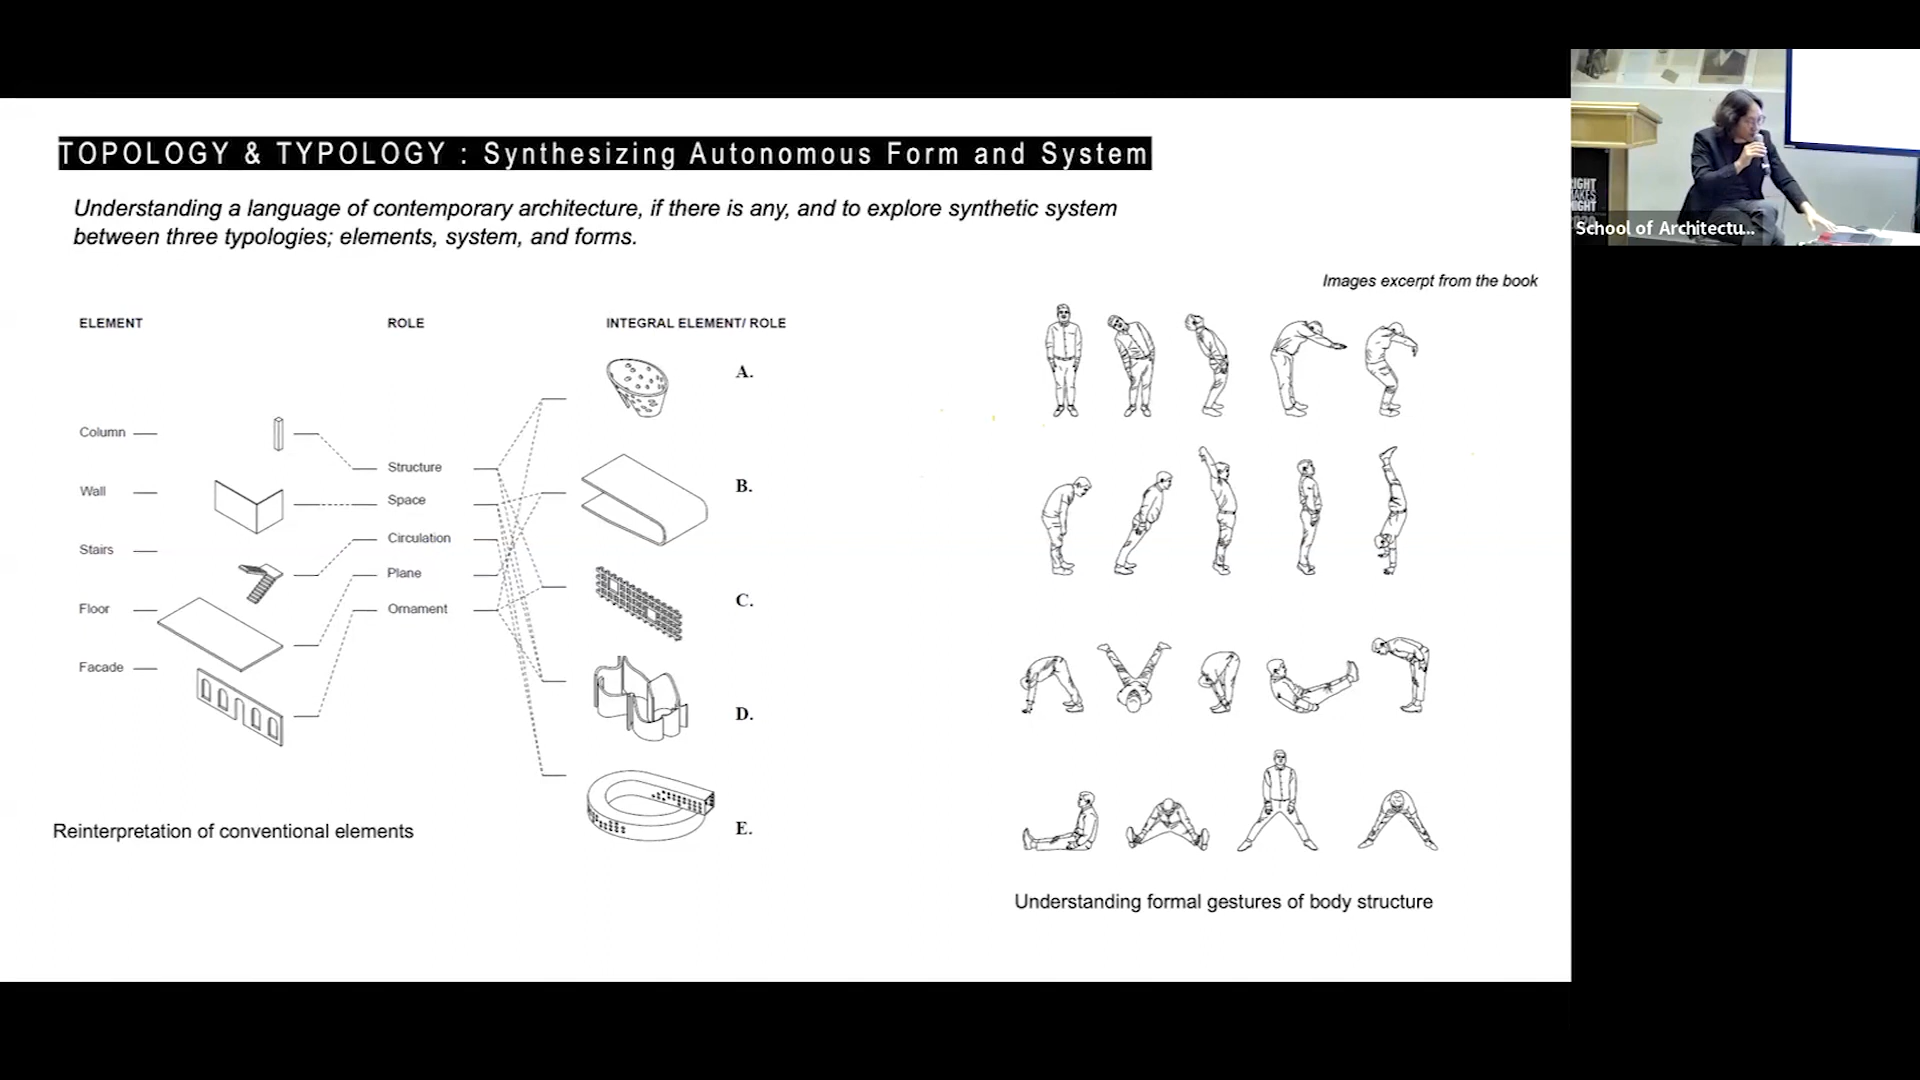 TOPOLOGY & TYPOLOGY : Synthesizing Autonomous Form and System
Understanding a language of contemporary architecture, if there is any, and to explore synthetic system
between three typologies; elements, system, and forms.
Images excerpt from the book
ELEMENT
ROLE
INTEGRAL ELEMENT/ ROLE
Column
Wall
Stairs
Floor
Facade
Structure
Space
Circulation
Plane
Ornament
A.
B.
C.
D.
E.
Reinterpretation of conventional elements
Understanding formal gestures of body structure
RIGHT
MAKES
MIGHT
School of Architectu...